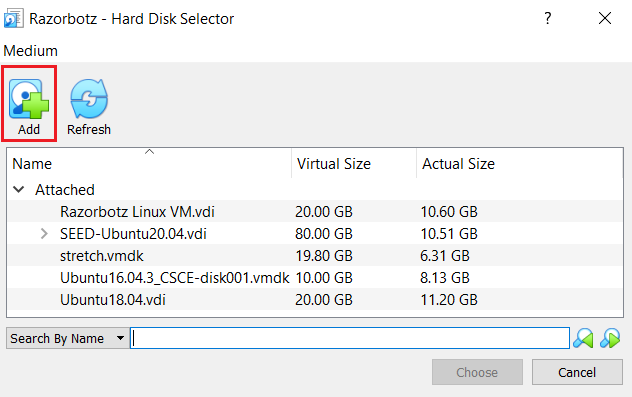 Razorbotz - Hard Disk Selector ?
Medium
Add Refresh
Name Virtual Size Actual Size
Attached
Razorbotz Linux VM.vdi 20.00 GB 10.60 GB
SEED-Ubuntu20.04.vdi 80.00 GB 10.51 GB
stretch.vmdk 19.80 GB 6.31 GB
Ubuntu16.04.3_CSCE-disk001.vmdk 10.00 GB 8.13 GB
Ubuntu18.04.vdi 20.00 GB 11.20 GB
Search By Name
Choose Cancel